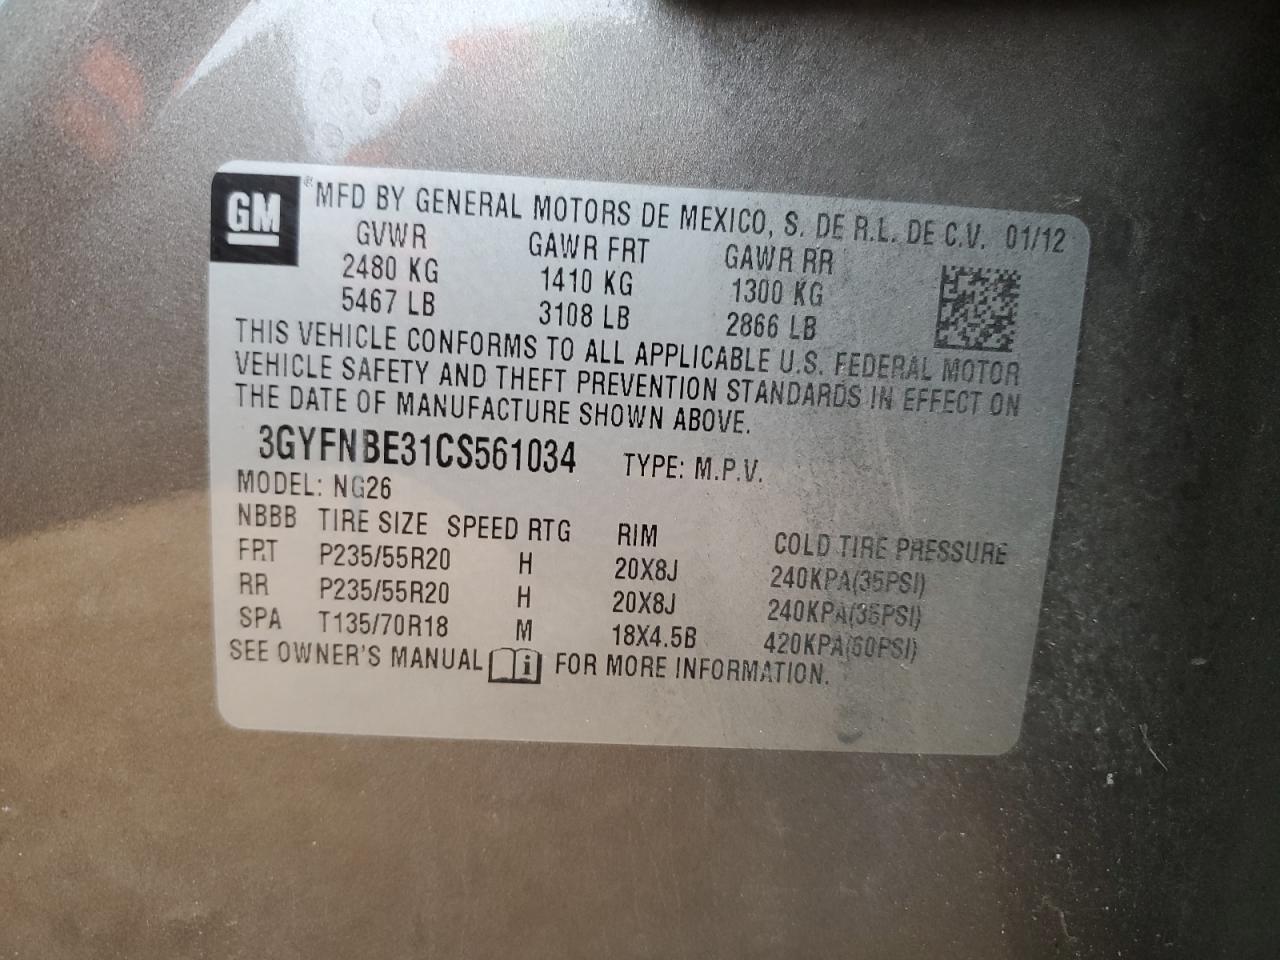 GM ® MFD BY GENERAL MOTORS DE MEXICO, S. DE R.L. DE C.V. 01/12
GVWR GAWR FRT GAWR RR
2480 KG 1410 KG 1300 KG
5467 LB 3108 LB 2866 LB
THIS VEHICLE CONFORMS TO ALL APPLICABLE U.S. FEDERAL MOTOR
VEHICLE SAFETY AND THEFT PREVENTION STANDARDS IN EFFECT ON
THE DATE OF MANUFACTURE SHOWN ABOVE.
3GYFNBE31CS561034 TYPE: M.P.V.
MODEL: NG26
NBBB TIRE SIZE SPEED RTG RIM COLD TIRE PRESSURE
FRT P235/55R20 H 20X8J 240KPA(35PSI)
RR P235/55R20 H 20X8J 240KPA(35PSI)
SPA T135/70R18 M 18X4.5B 420KPA(60PSI)
SEE OWNER'S MANUAL i FOR MORE INFORMATION.